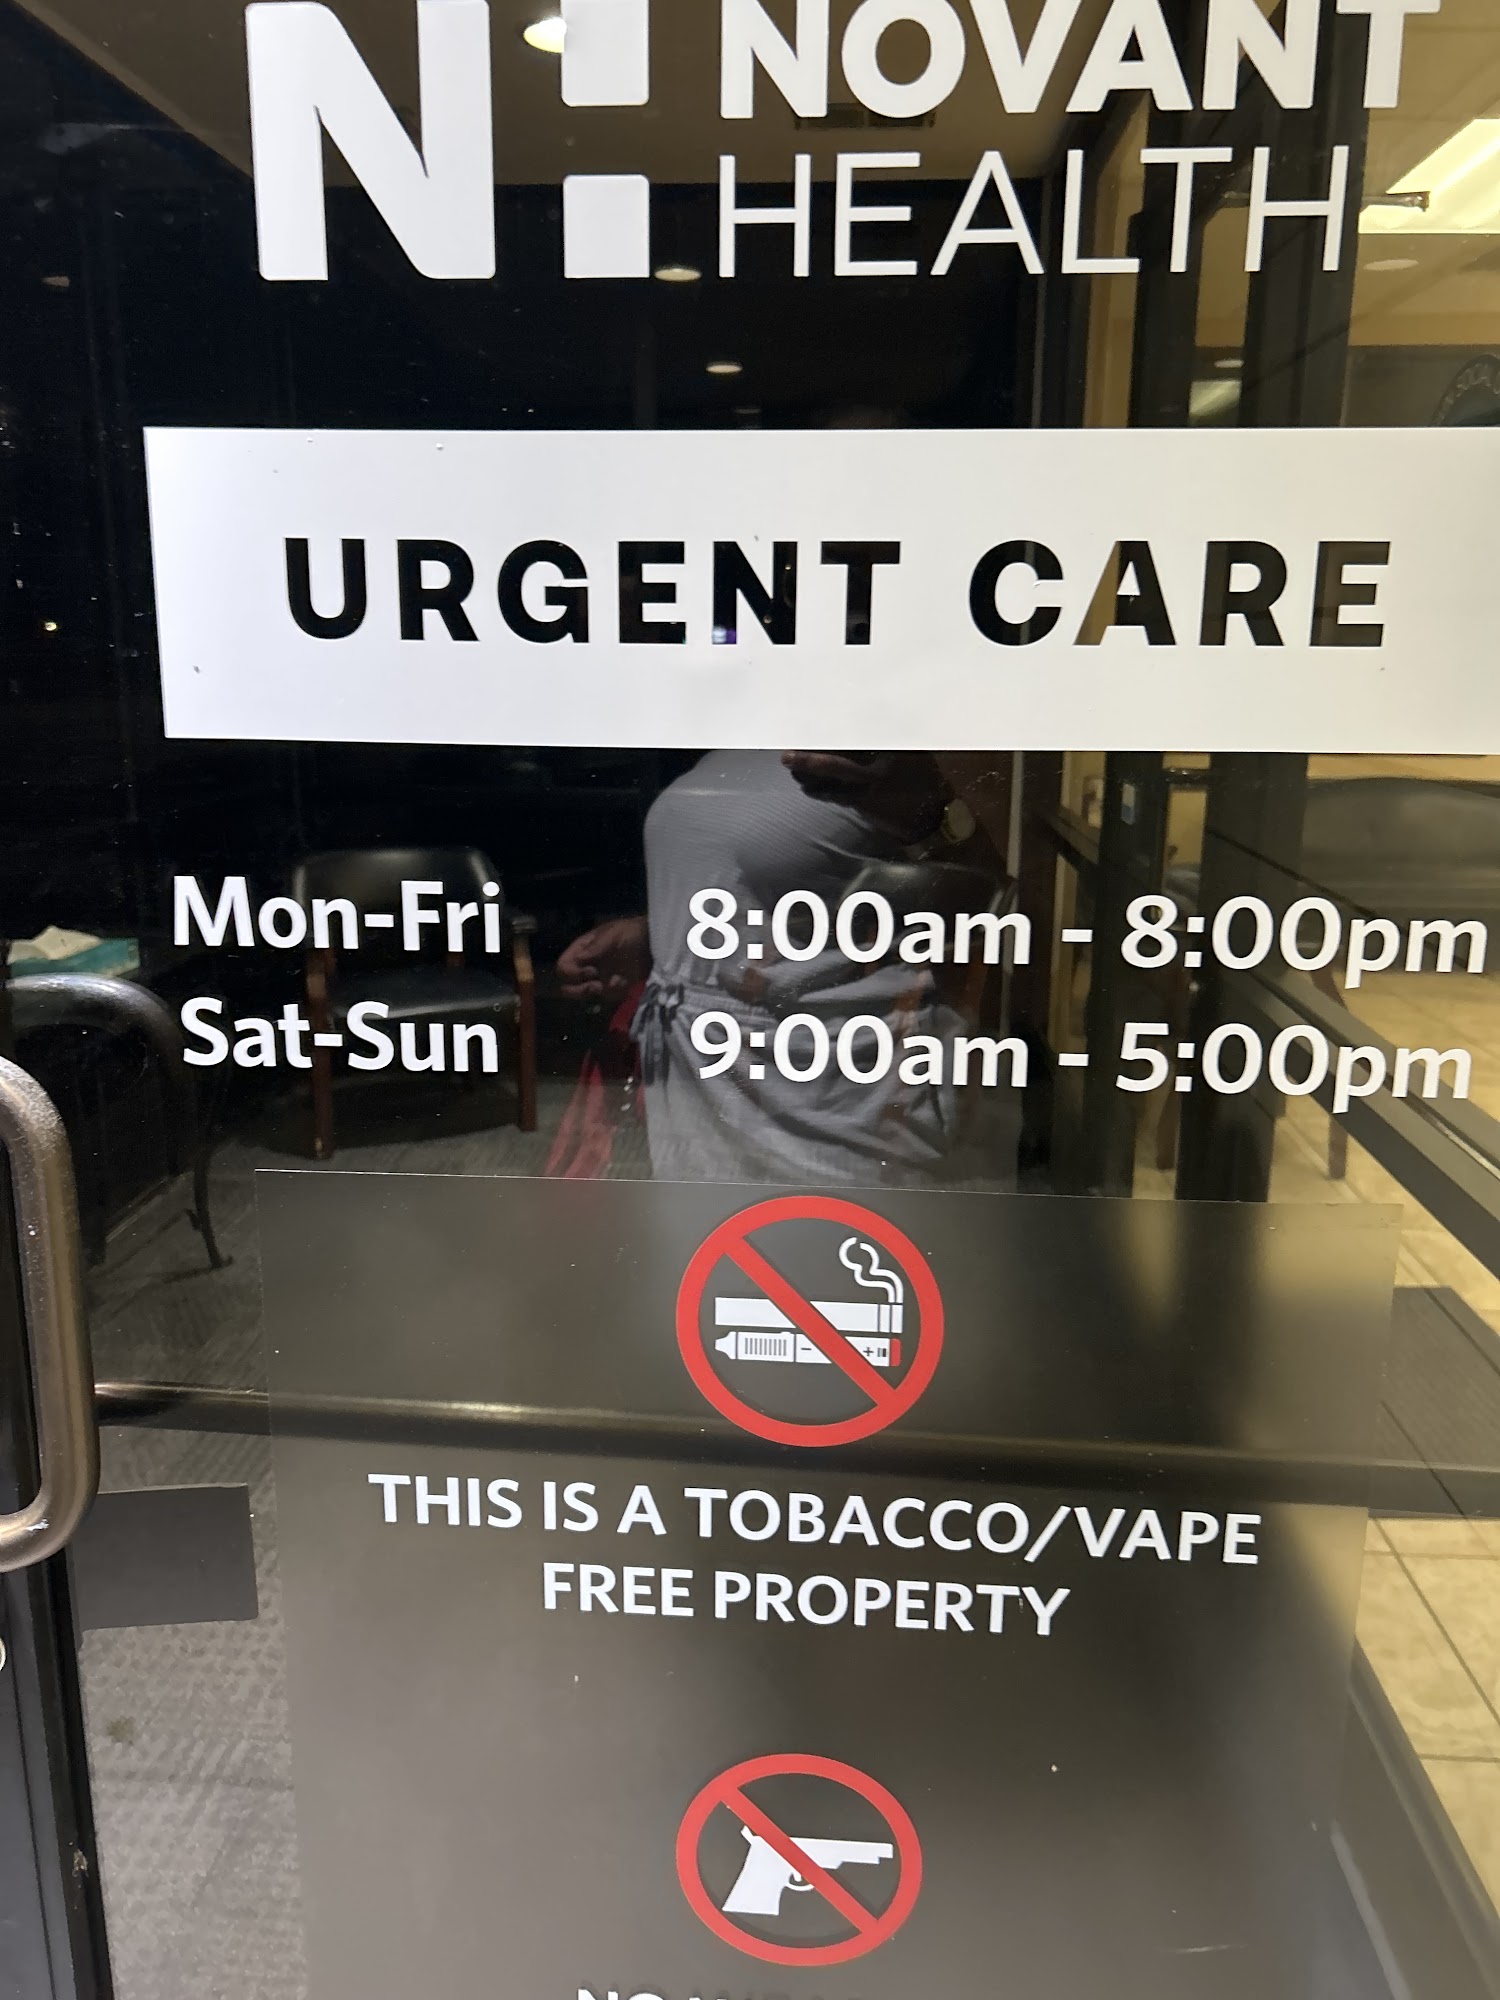 N:
NOVANT
HEALTH
URGENT CARE
Mon-Fri 8:00am - 8:00pm
Sat-Sun 9:00am - 5:00pm
THIS IS A TOBACCO/VAPE
FREE PROPERTY